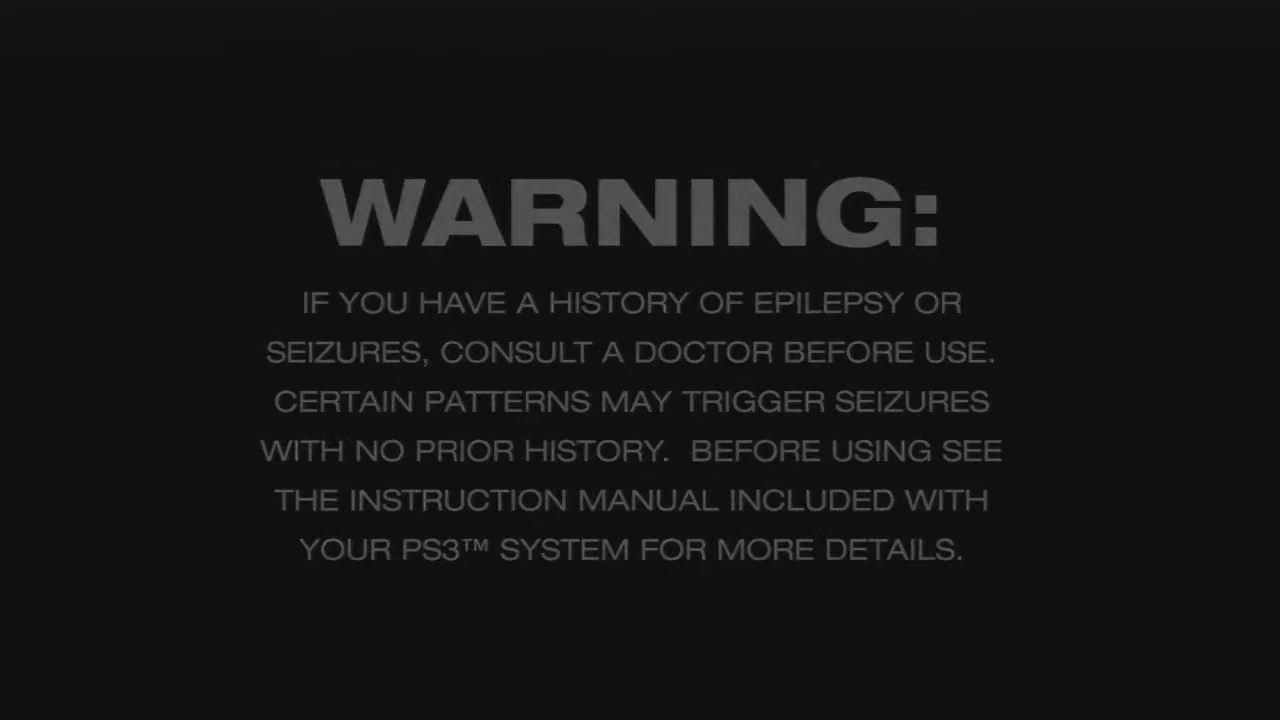 WARNING:
IF YOU HAVE A HISTORY OF EPILEPSY OR
SEIZURES, CONSULT A DOCTOR BEFORE USE.
CERTAIN PATTERNS MAY TRIGGER SEIZURES
WITH NO PRIOR HISTORY.  BEFORE USING SEE
THE INSTRUCTION MANUAL INCLUDED WITH
YOUR PS3™ SYSTEM FOR MORE DETAILS.